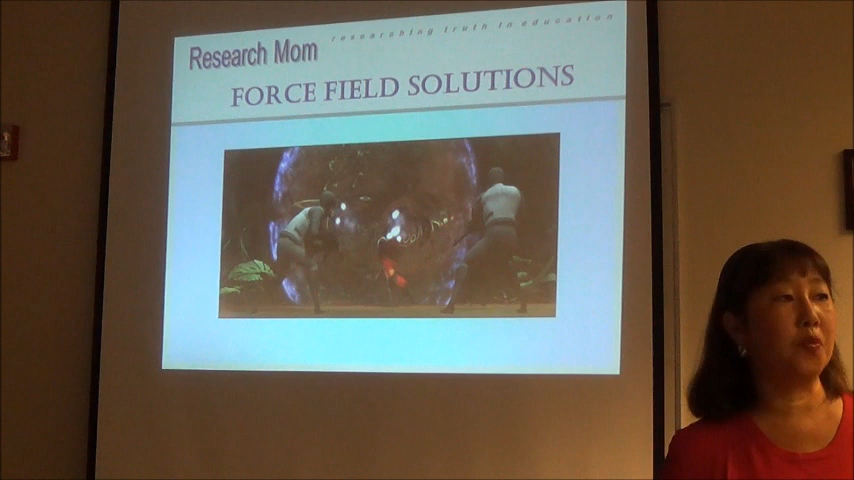 researching truth in education
Research Mom
FORCE FIELD SOLUTIONS